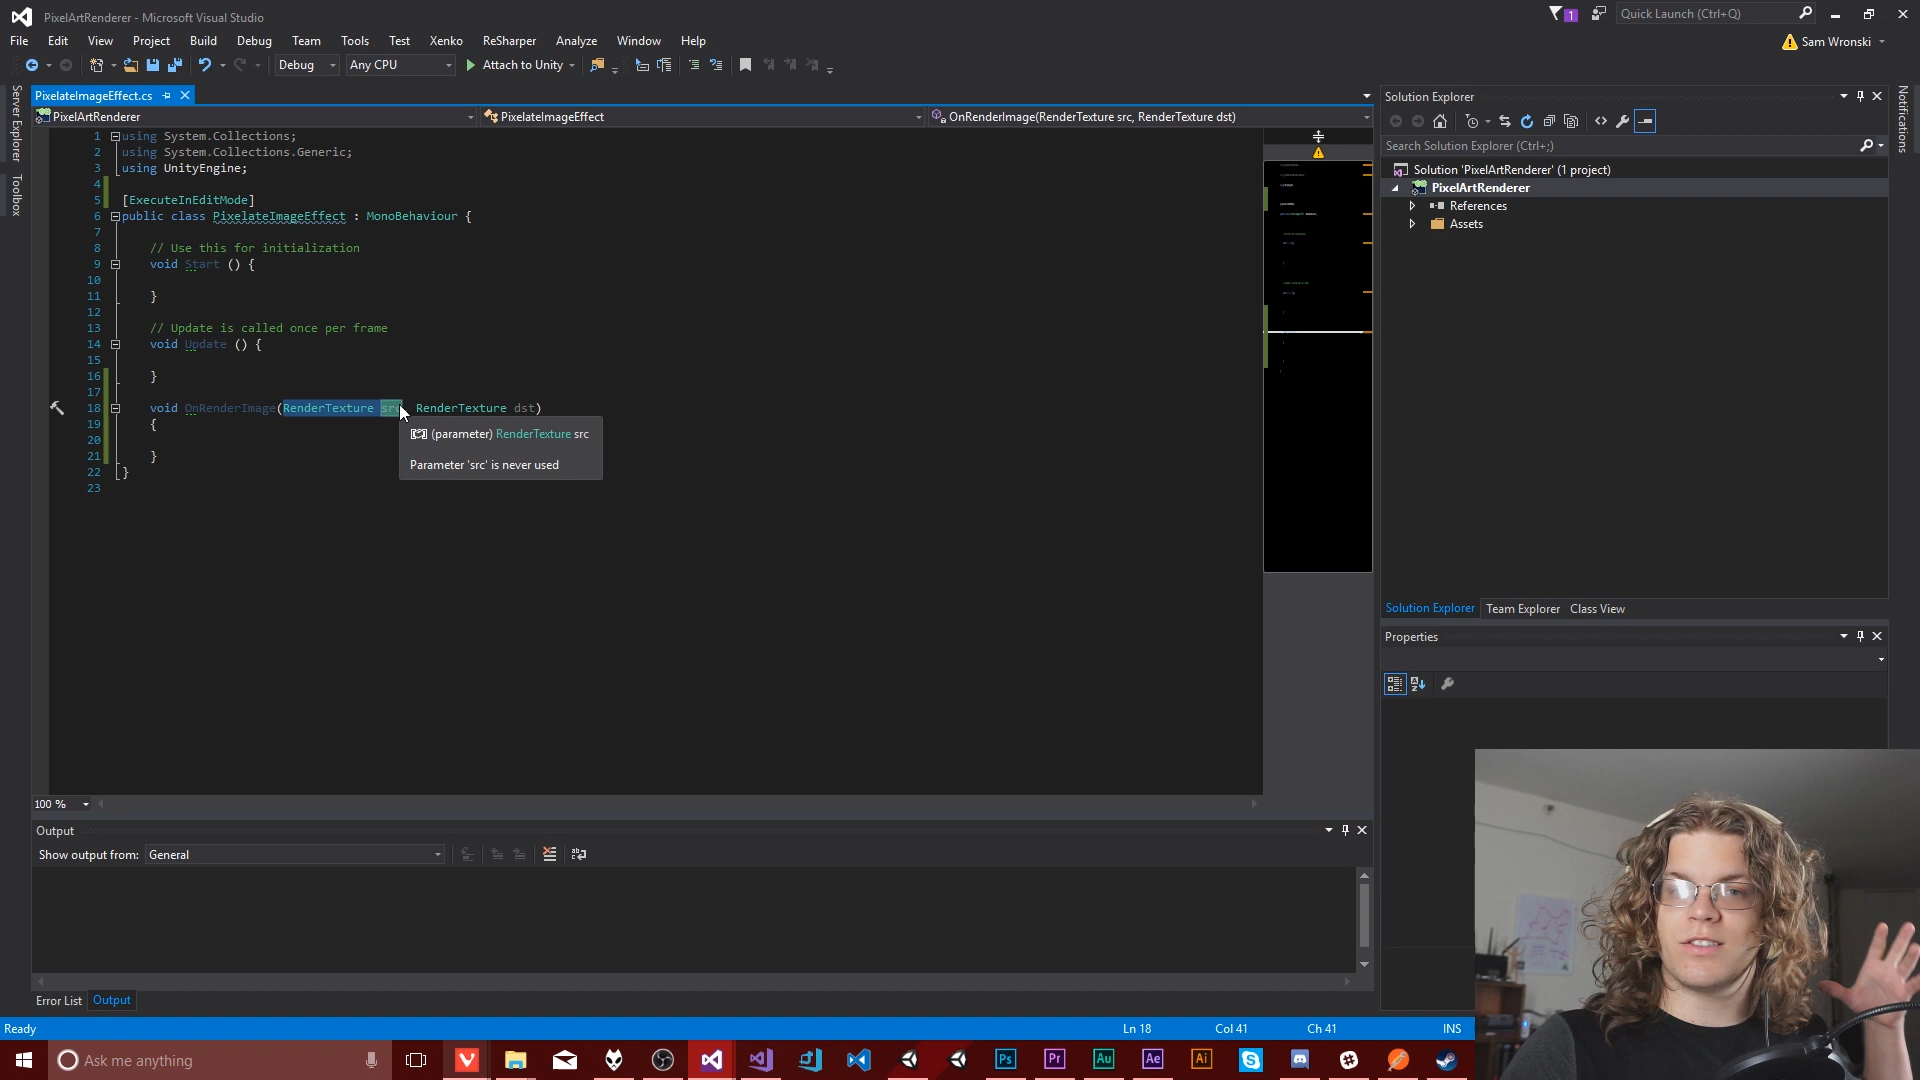 PixelArtRenderer - Microsoft Visual Studio
1
Quick Launch (Ctrl+Q)
File Edit View Project Build Debug Team Tools Test Xenko ReSharper Analyze Window Help
Sam Wronski
Debug
Any CPU
Attach to Unity
Server Explorer
Toolbox
PixelateImageEffect.cs
PixelArtRenderer
PixelateImageEffect
OnRenderImage(RenderTexture src, RenderTexture dst)
1 using System.Collections;
2 using System.Collections.Generic;
3 using UnityEngine;
4
5 [ExecuteInEditMode]
6 public class PixelateImageEffect : MonoBehaviour {
7
8 // Use this for initialization
9 void Start () {
10
11 }
12
13 // Update is called once per frame
14 void Update () {
15
16 }
17
18 void OnRenderImage(RenderTexture src, RenderTexture dst)
19 {
20
21 }
22 }
23
(parameter) RenderTexture src
Parameter 'src' is never used
100 %
Output
Show output from: General
Error List Output
Solution Explorer
Search Solution Explorer (Ctrl+;)
Solution 'PixelArtRenderer' (1 project)
PixelArtRenderer
References
Assets
Solution Explorer Team Explorer Class View
Properties
Notifications
Ready
Ln 18
Col 41
Ch 41
INS
Ask me anything
Ps
Pr
Au
Ae
Ai